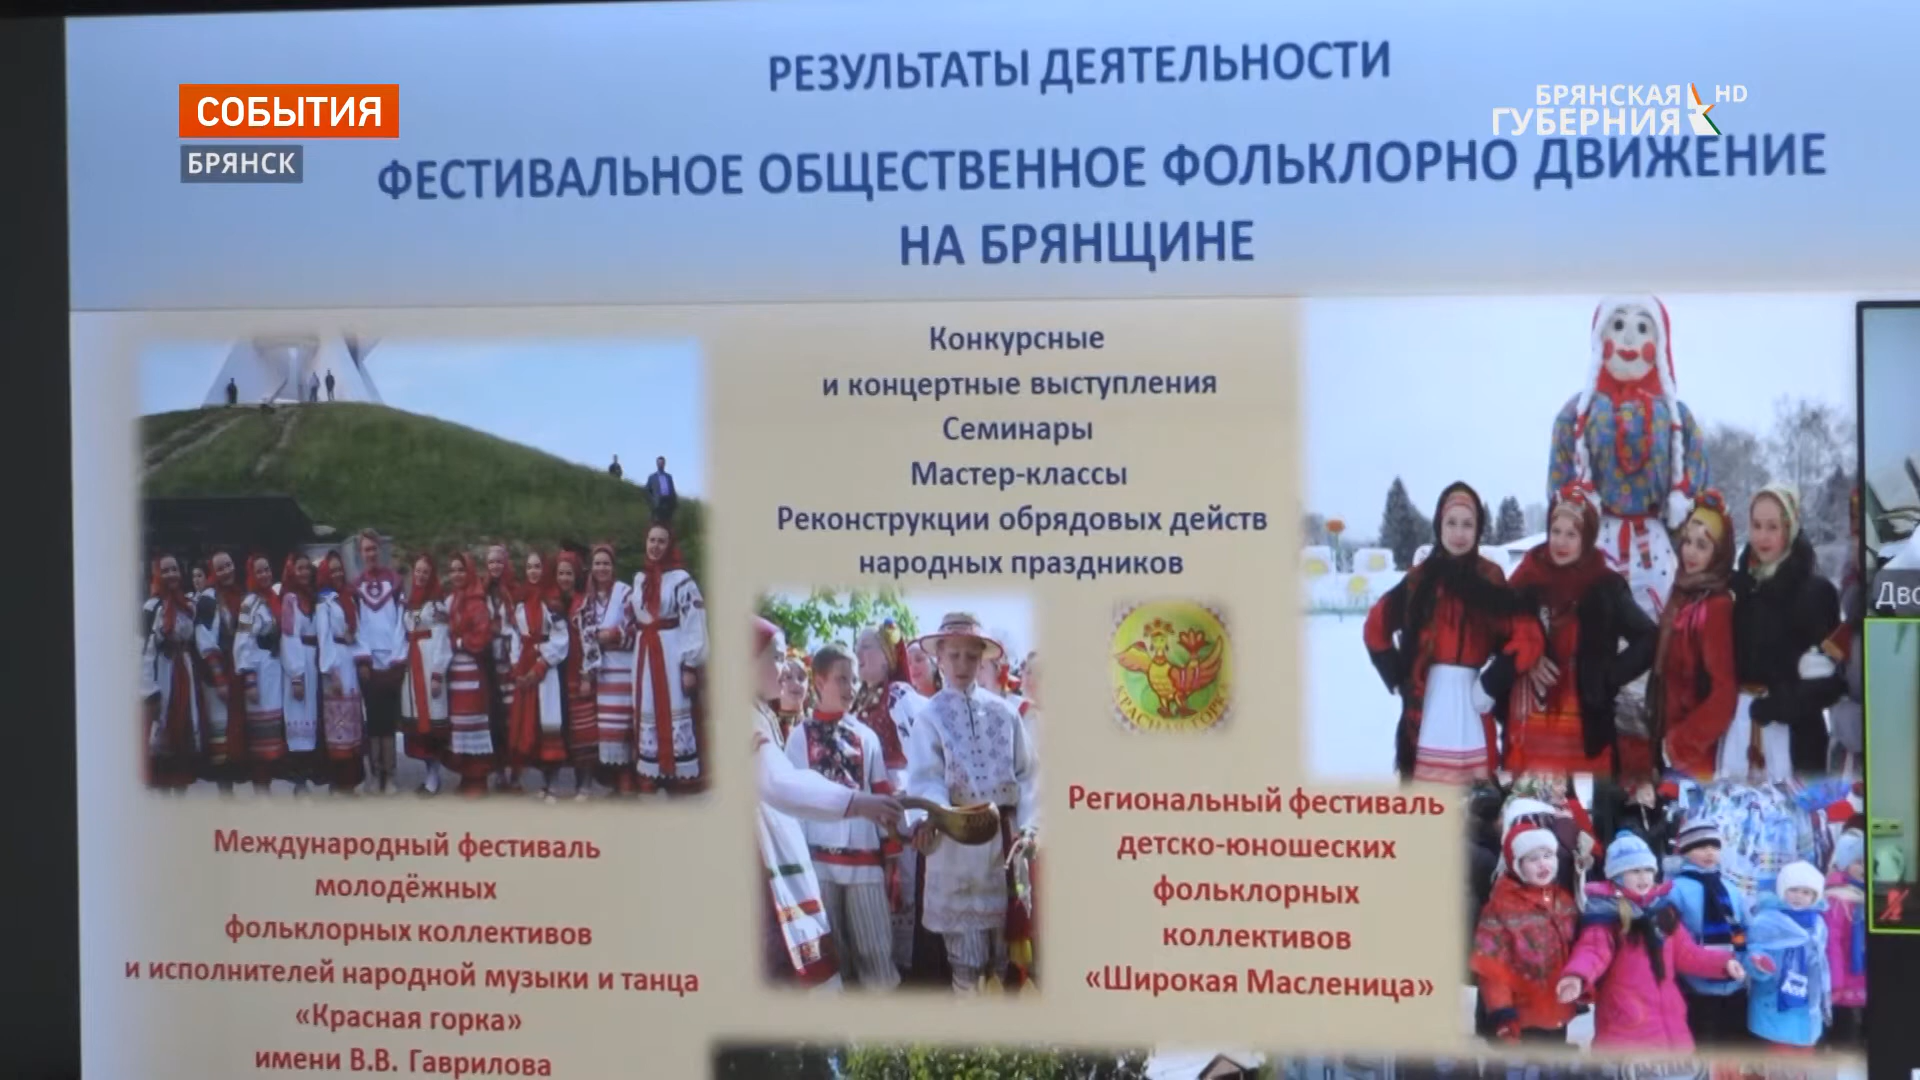 РЕЗУЛЬТАТЫ ДЕЯТЕЛЬНОСТИ
СОБЫТИЯ
БРЯНСК
БРЯНСКАЯ HD
ГУБЕРНИЯ
ФЕСТИВАЛЬНОЕ ОБЩЕСТВЕННОЕ ФОЛЬКЛОРНО ДВИЖЕНИЕ
НА БРЯНЩИНЕ
Конкурсные
и концертные выступления
Семинары
Мастер-классы
Реконструкции обрядовых действ
народных праздников
КРАСНАЯ ГОРКА
Международный фестиваль
молодёжных
фольклорных коллективов
и исполнителей народной музыки и танца
«Красная горка»
имени В.В. Гаврилова
Региональный фестиваль
детско-юношеских
фольклорных
коллективов
«Широкая Масленица»